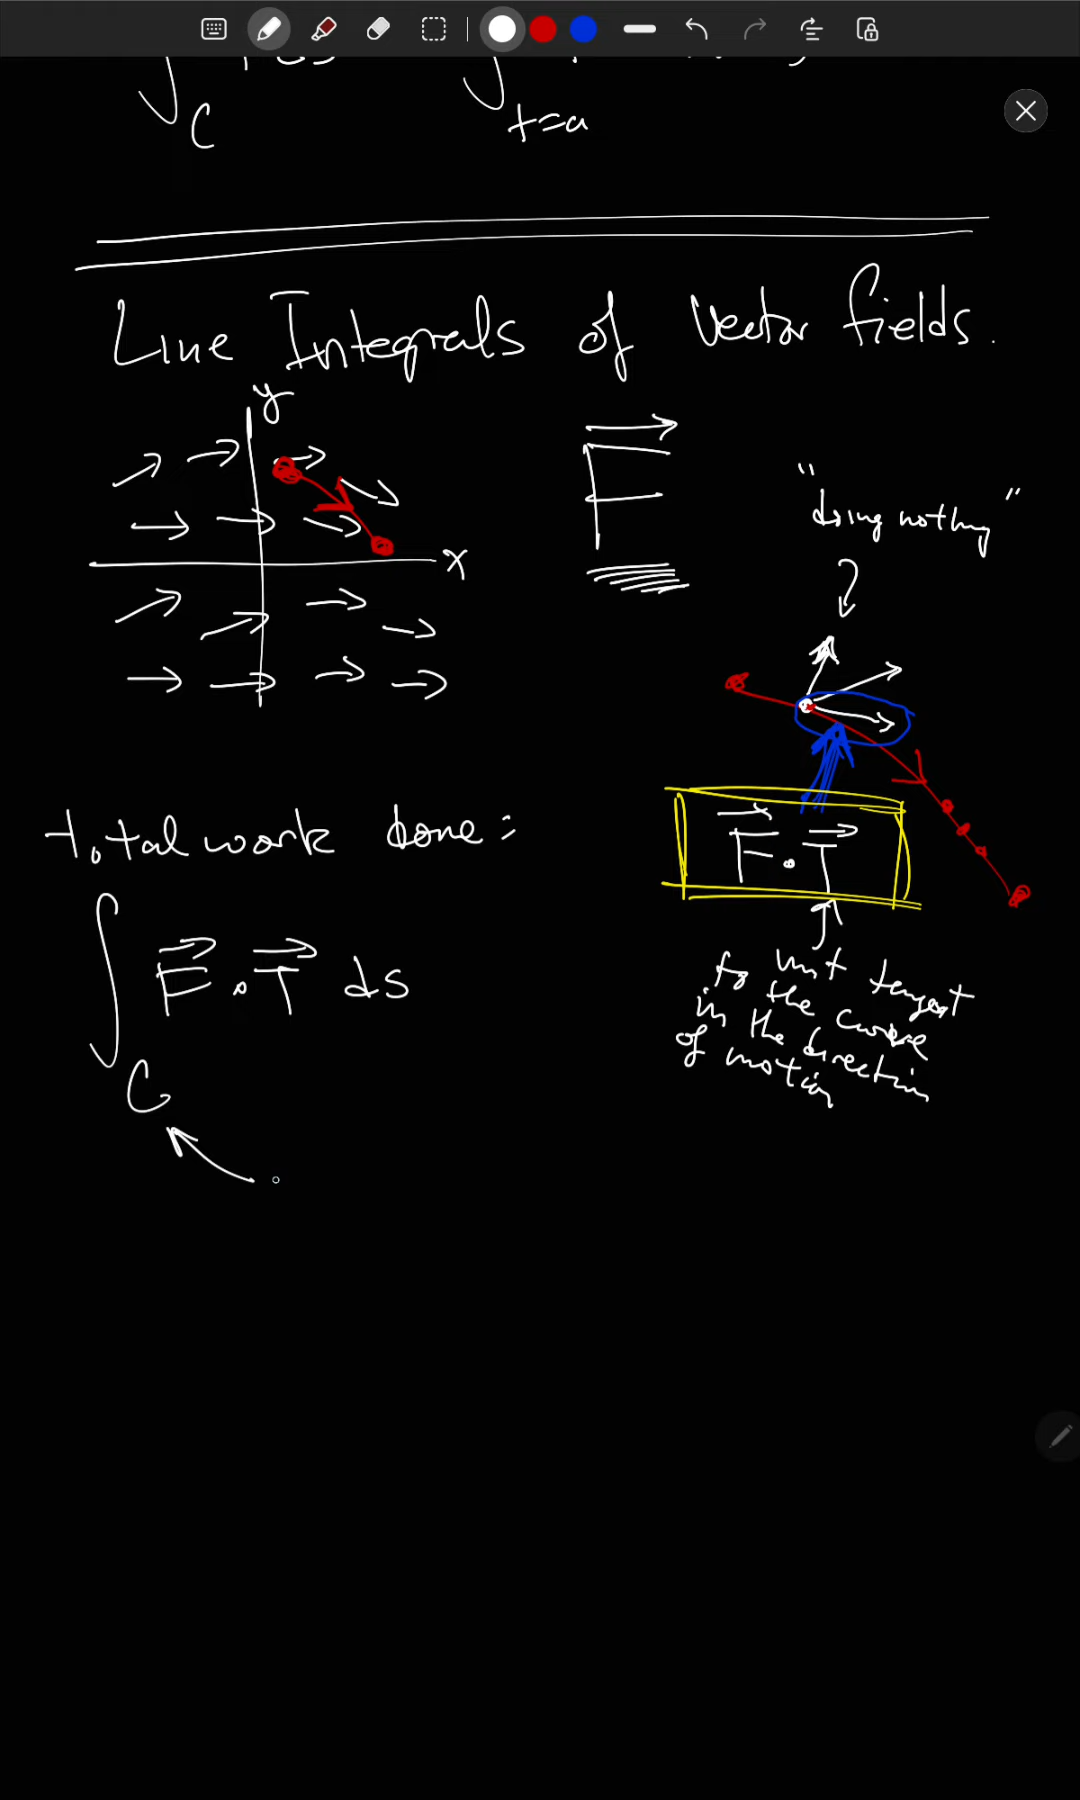 C
t=a
Line Integrals of Vector fields.
y
x
F
"doing nothing"
total work done:
F · T
∫ F · T ds
C
unit tangent
to the curve
in the direction
of motion